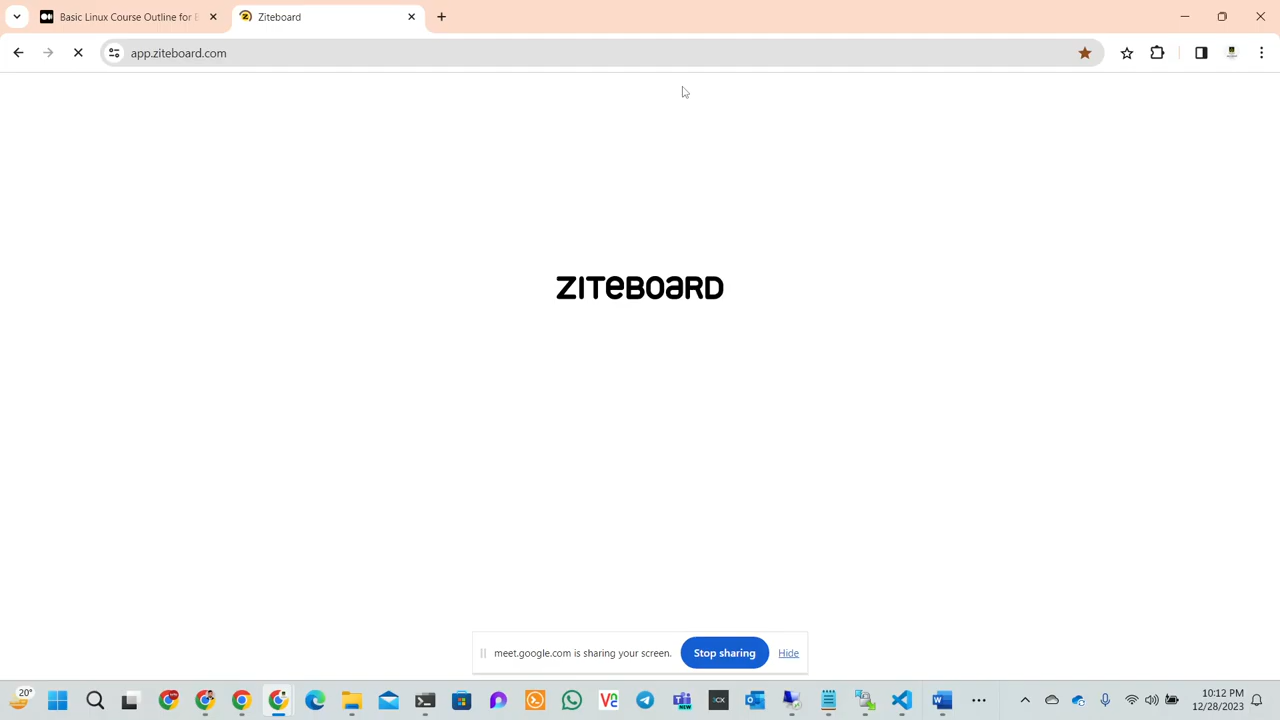 Basic Linux Course Outline for B
Ziteboard
app.ziteboard.com
ZITEBOARD
meet.google.com is sharing your screen.
Stop sharing
Hide
20°
10:12 PM
12/28/2023